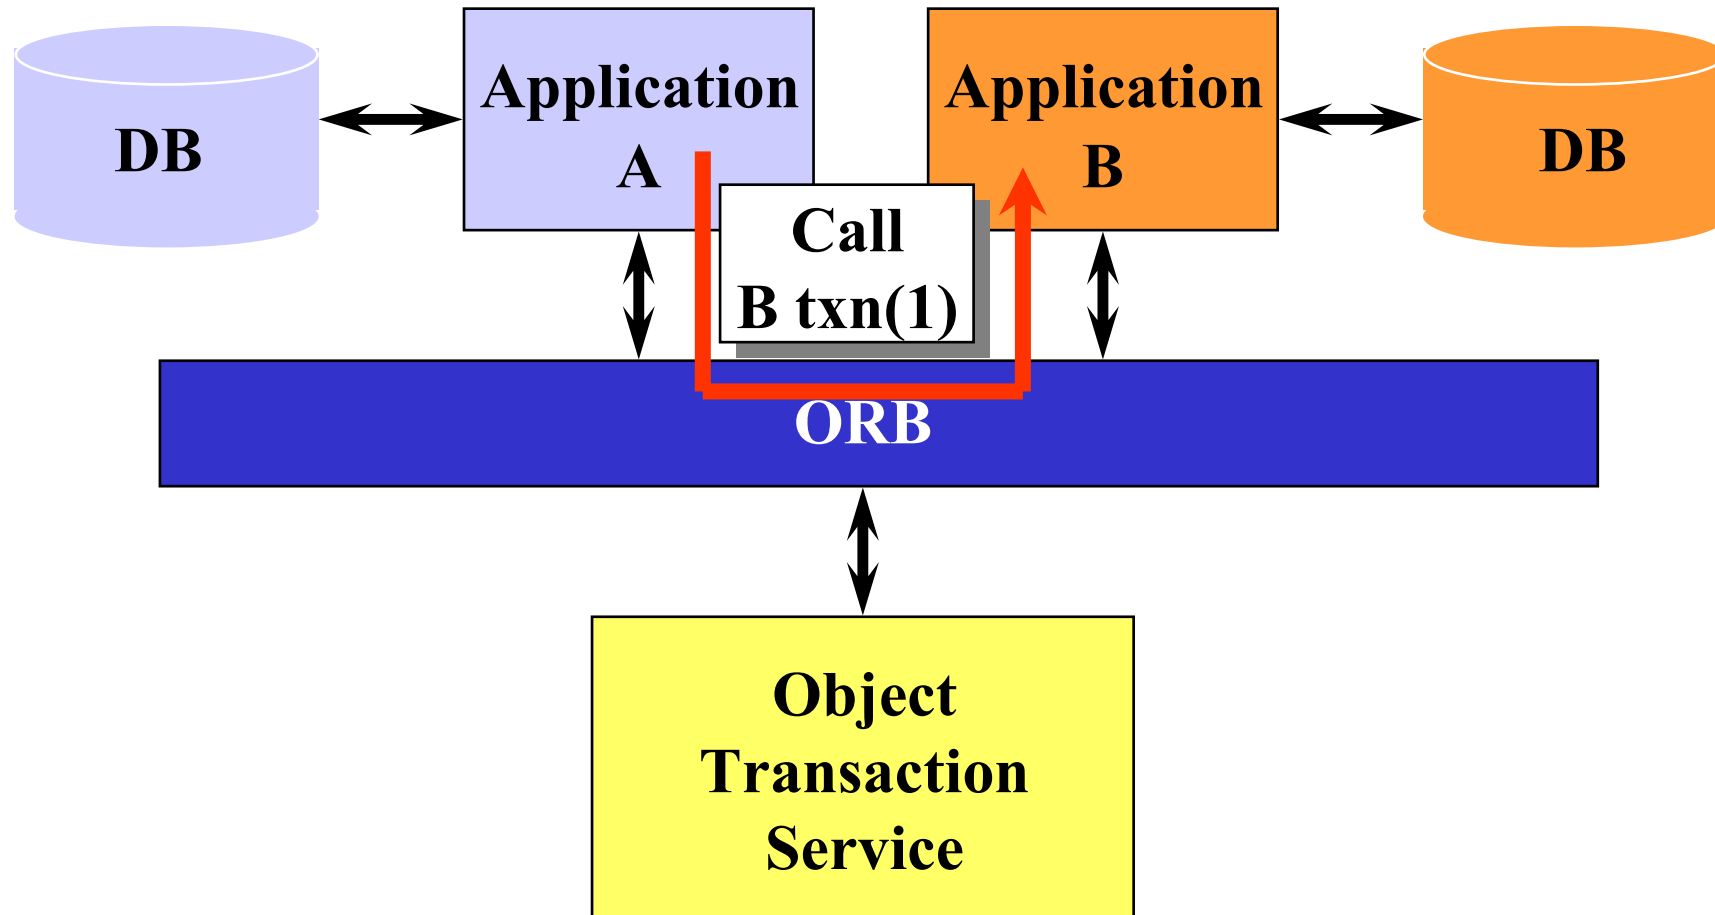 DB
Application
A
Application
B
DB
Call
B txn(1)
ORB
Object
Transaction
Service